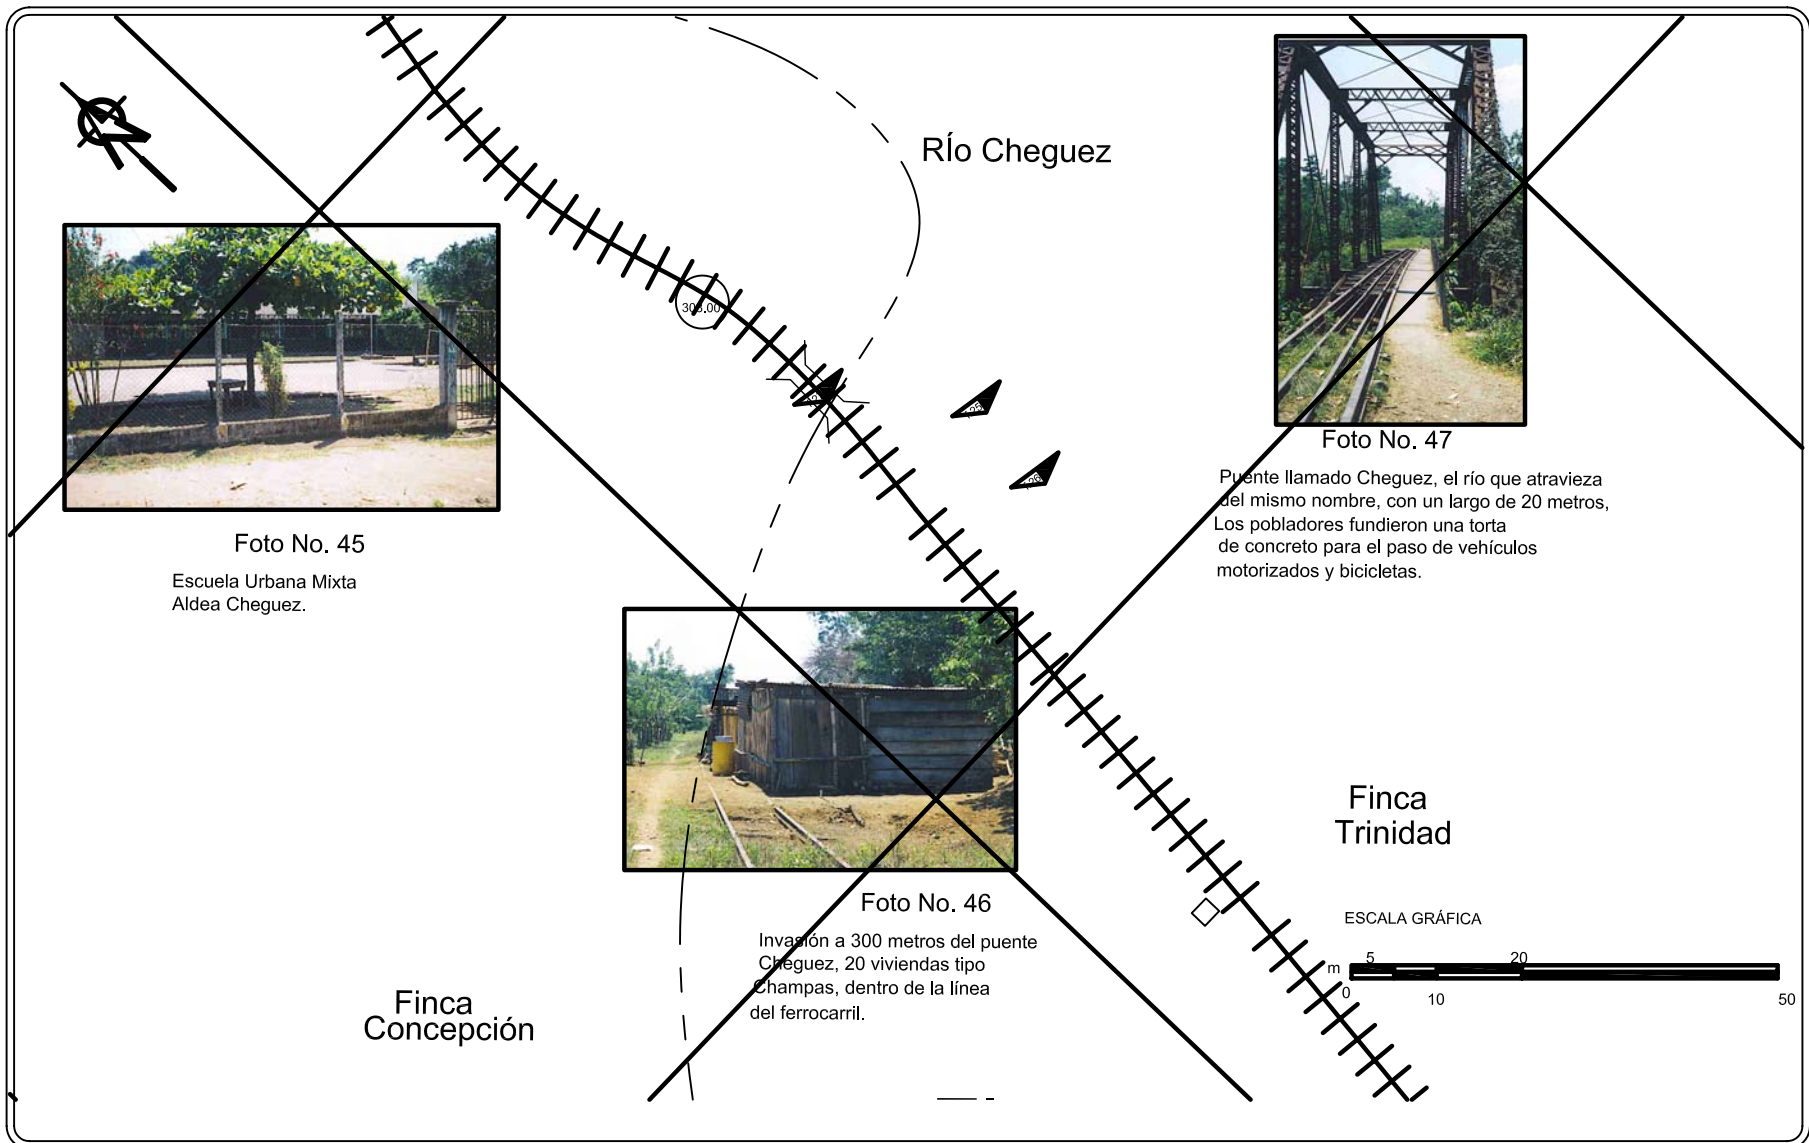 RÍo Cheguez
Foto No. 45
Escuela Urbana Mixta
Aldea Cheguez.
Foto No. 47
Puente llamado Cheguez, el río que atravieza
del mismo nombre, con un largo de 20 metros,
Los pobladores fundieron una torta
de concreto para el paso de vehículos
motorizados y bicicletas.
Foto No. 46
Invasión a 300 metros del puente
Cheguez, 20 viviendas tipo
Champas, dentro de la línea
del ferrocarril.
Finca
Concepción
Finca
Trinidad
ESCALA GRÁFICA
5 20
m
0 10 50